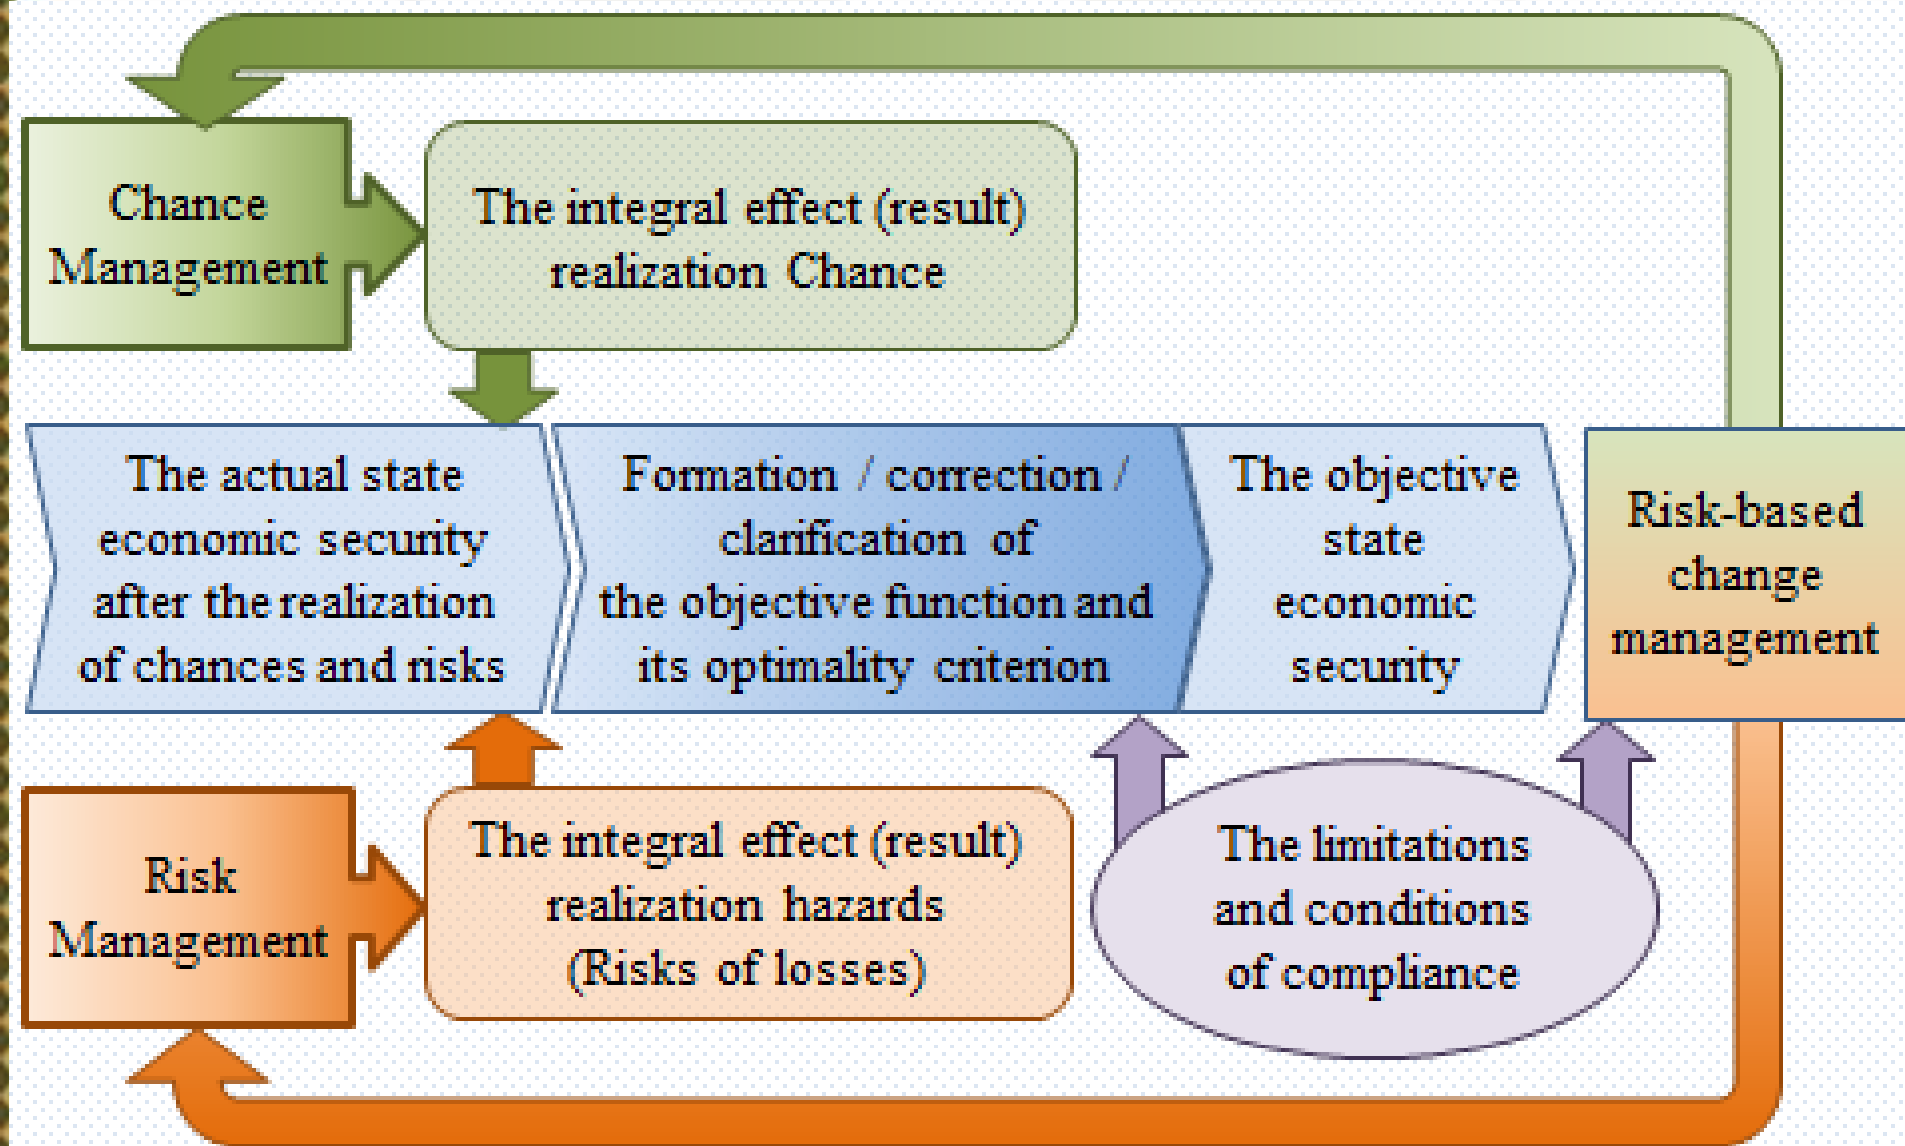 Chance
Management
The integral effect (result)
realization Chance
The actual state
economic security
after the realization
of chances and risks
Formation / correction /
clarification of
the objective function and
its optimality criterion
The objective
state
economic
security
Risk-based
change
management
Risk
Management
The integral effect (result)
realization hazards
(Risks of losses)
The limitations
and conditions
of compliance